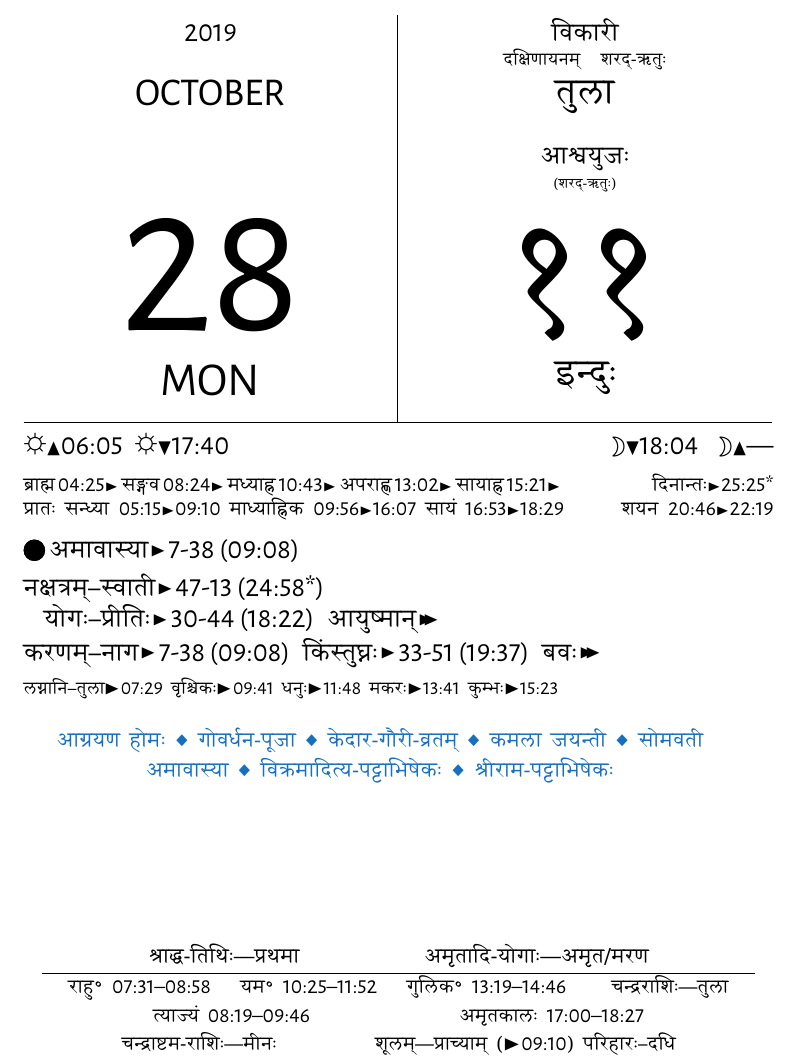 2019
OCTOBER
28
MON
विकारी
दक्षिणायनम् शरद्-ऋतुः
तुला
आश्वयुजः
(शरद्-ऋतुः)
११
इन्दुः
☼▲06:05 ☼▼17:40 ☽▼18:04 ☽▲—
ब्राह्म 04:25► सङ्गव 08:24► मध्याह्न 10:43► अपराह्ण 13:02► सायाह्न 15:21► दिनान्तः►25:25*
प्रातः सन्ध्या 05:15►09:10 माध्याह्निक 09:56►16:07 सायं 16:53►18:29 शयन 20:46►22:19
●अमावास्या►7-38 (09:08)
नक्षत्रम्–स्वाती►47-13 (24:58*)
योगः–प्रीतिः►30-44 (18:22) आयुष्मान्►►
करणम्–नाग►7-38 (09:08) किंस्तुघ्नः►33-51 (19:37) बवः►►
लग्नानि–तुला►07:29 वृश्चिकः►09:41 धनुः►11:48 मकरः►13:41 कुम्भः►15:23
आग्रयण होमः ◆ गोवर्धन-पूजा ◆ केदार-गौरी-व्रतम् ◆ कमला जयन्ती ◆ सोमवती
अमावास्या ◆ विक्रमादित्य-पट्टाभिषेकः ◆ श्रीराम-पट्टाभिषेकः
श्राद्ध-तिथिः—प्रथमा अमृतादि-योगाः—अमृत/मरण
राहु॰ 07:31–08:58 यम॰ 10:25–11:52 गुलिक॰ 13:19–14:46 चन्द्रराशिः—तुला
त्याज्यं 08:19–09:46 अमृतकालः 17:00–18:27
चन्द्राष्टम-राशिः—मीनः शूलम्—प्राच्याम् (►09:10) परिहारः–दधि